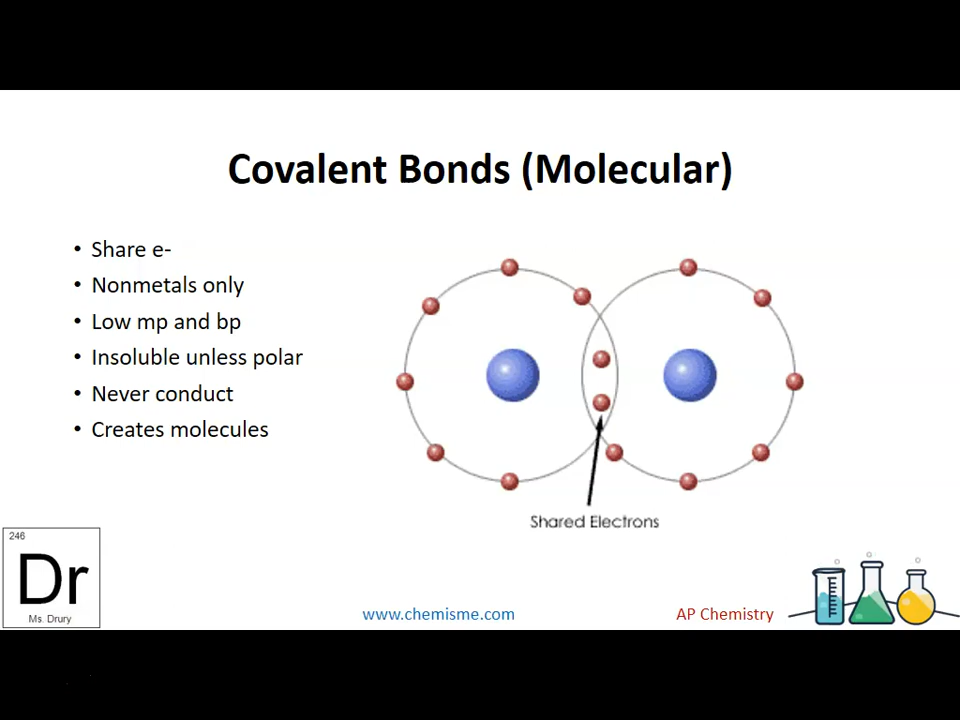 Covalent Bonds (Molecular)
• Share e-
• Nonmetals only
• Low mp and bp
• Insoluble unless polar
• Never conduct
• Creates molecules
Shared Electrons
246
Dr
Ms. Drury
www.chemisme.com
AP Chemistry